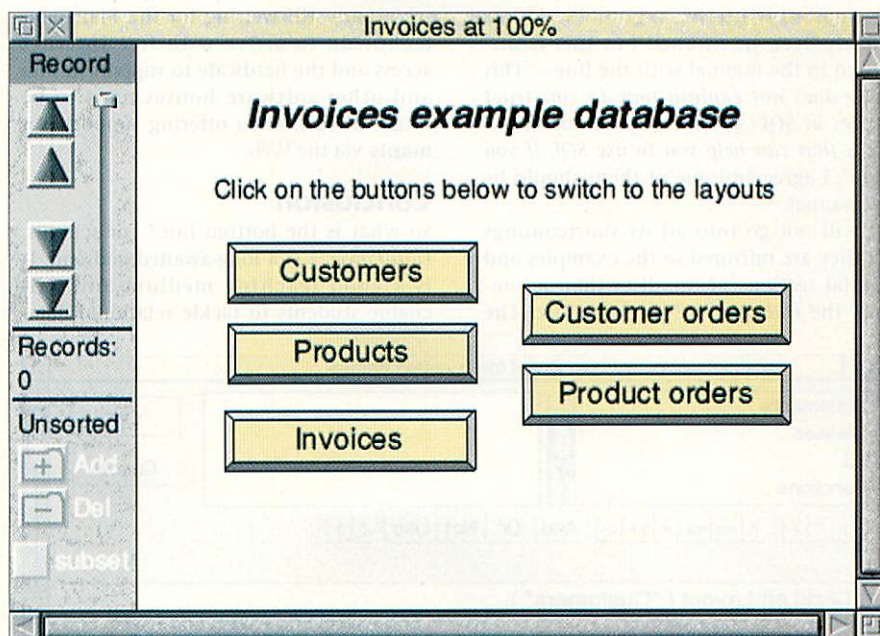 Invoices at 100%
Record
Records:
0
Unsorted
Add
Del
subset
Invoices example database
Click on the buttons below to switch to the layouts
Customers
Products
Invoices
Customer orders
Product orders